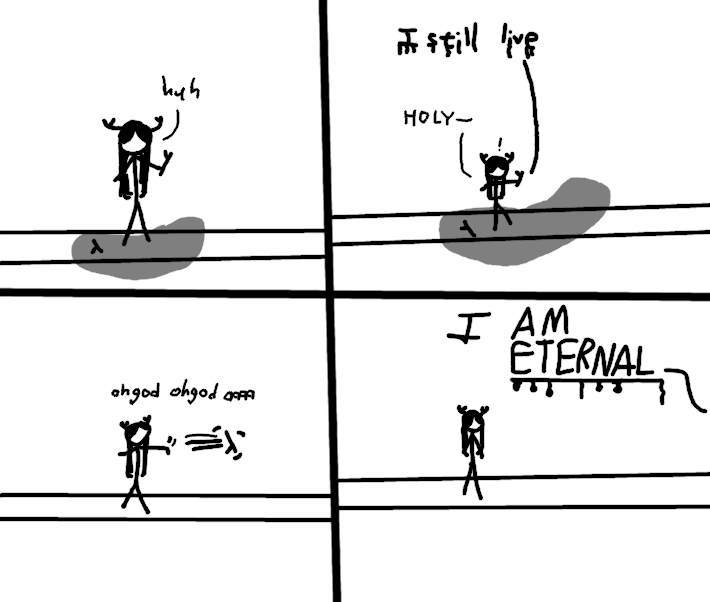 huh
λ
I still live
HOLY—
!
λ
ohgod ohgod aaaa
λ
I AM
ETERNAL